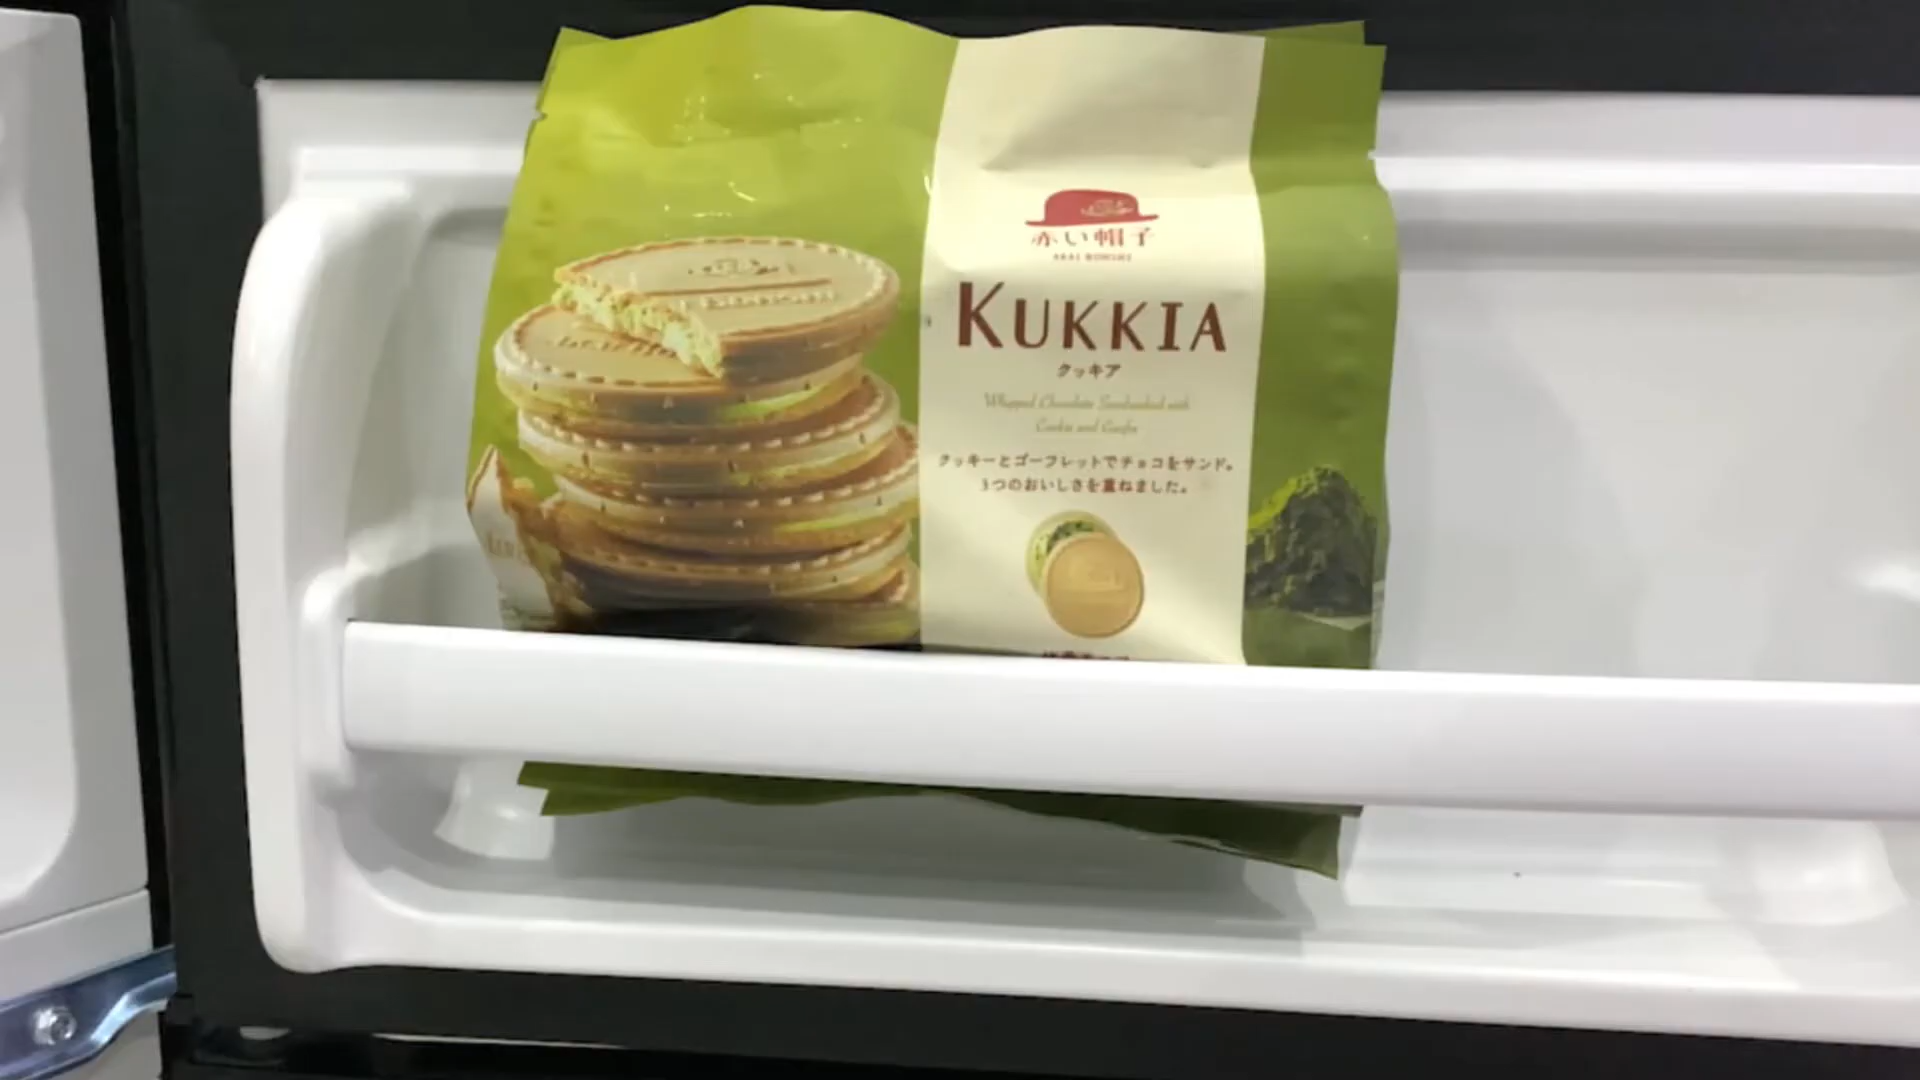 赤い帽子
AKAI BOHSHI
KUKKIA
クッキア
Whipped Chocolate Sandwiched with
Cookie and Gaufre
クッキーとゴーフレットでチョコをサンド。
3つのおいしさを重ねました。